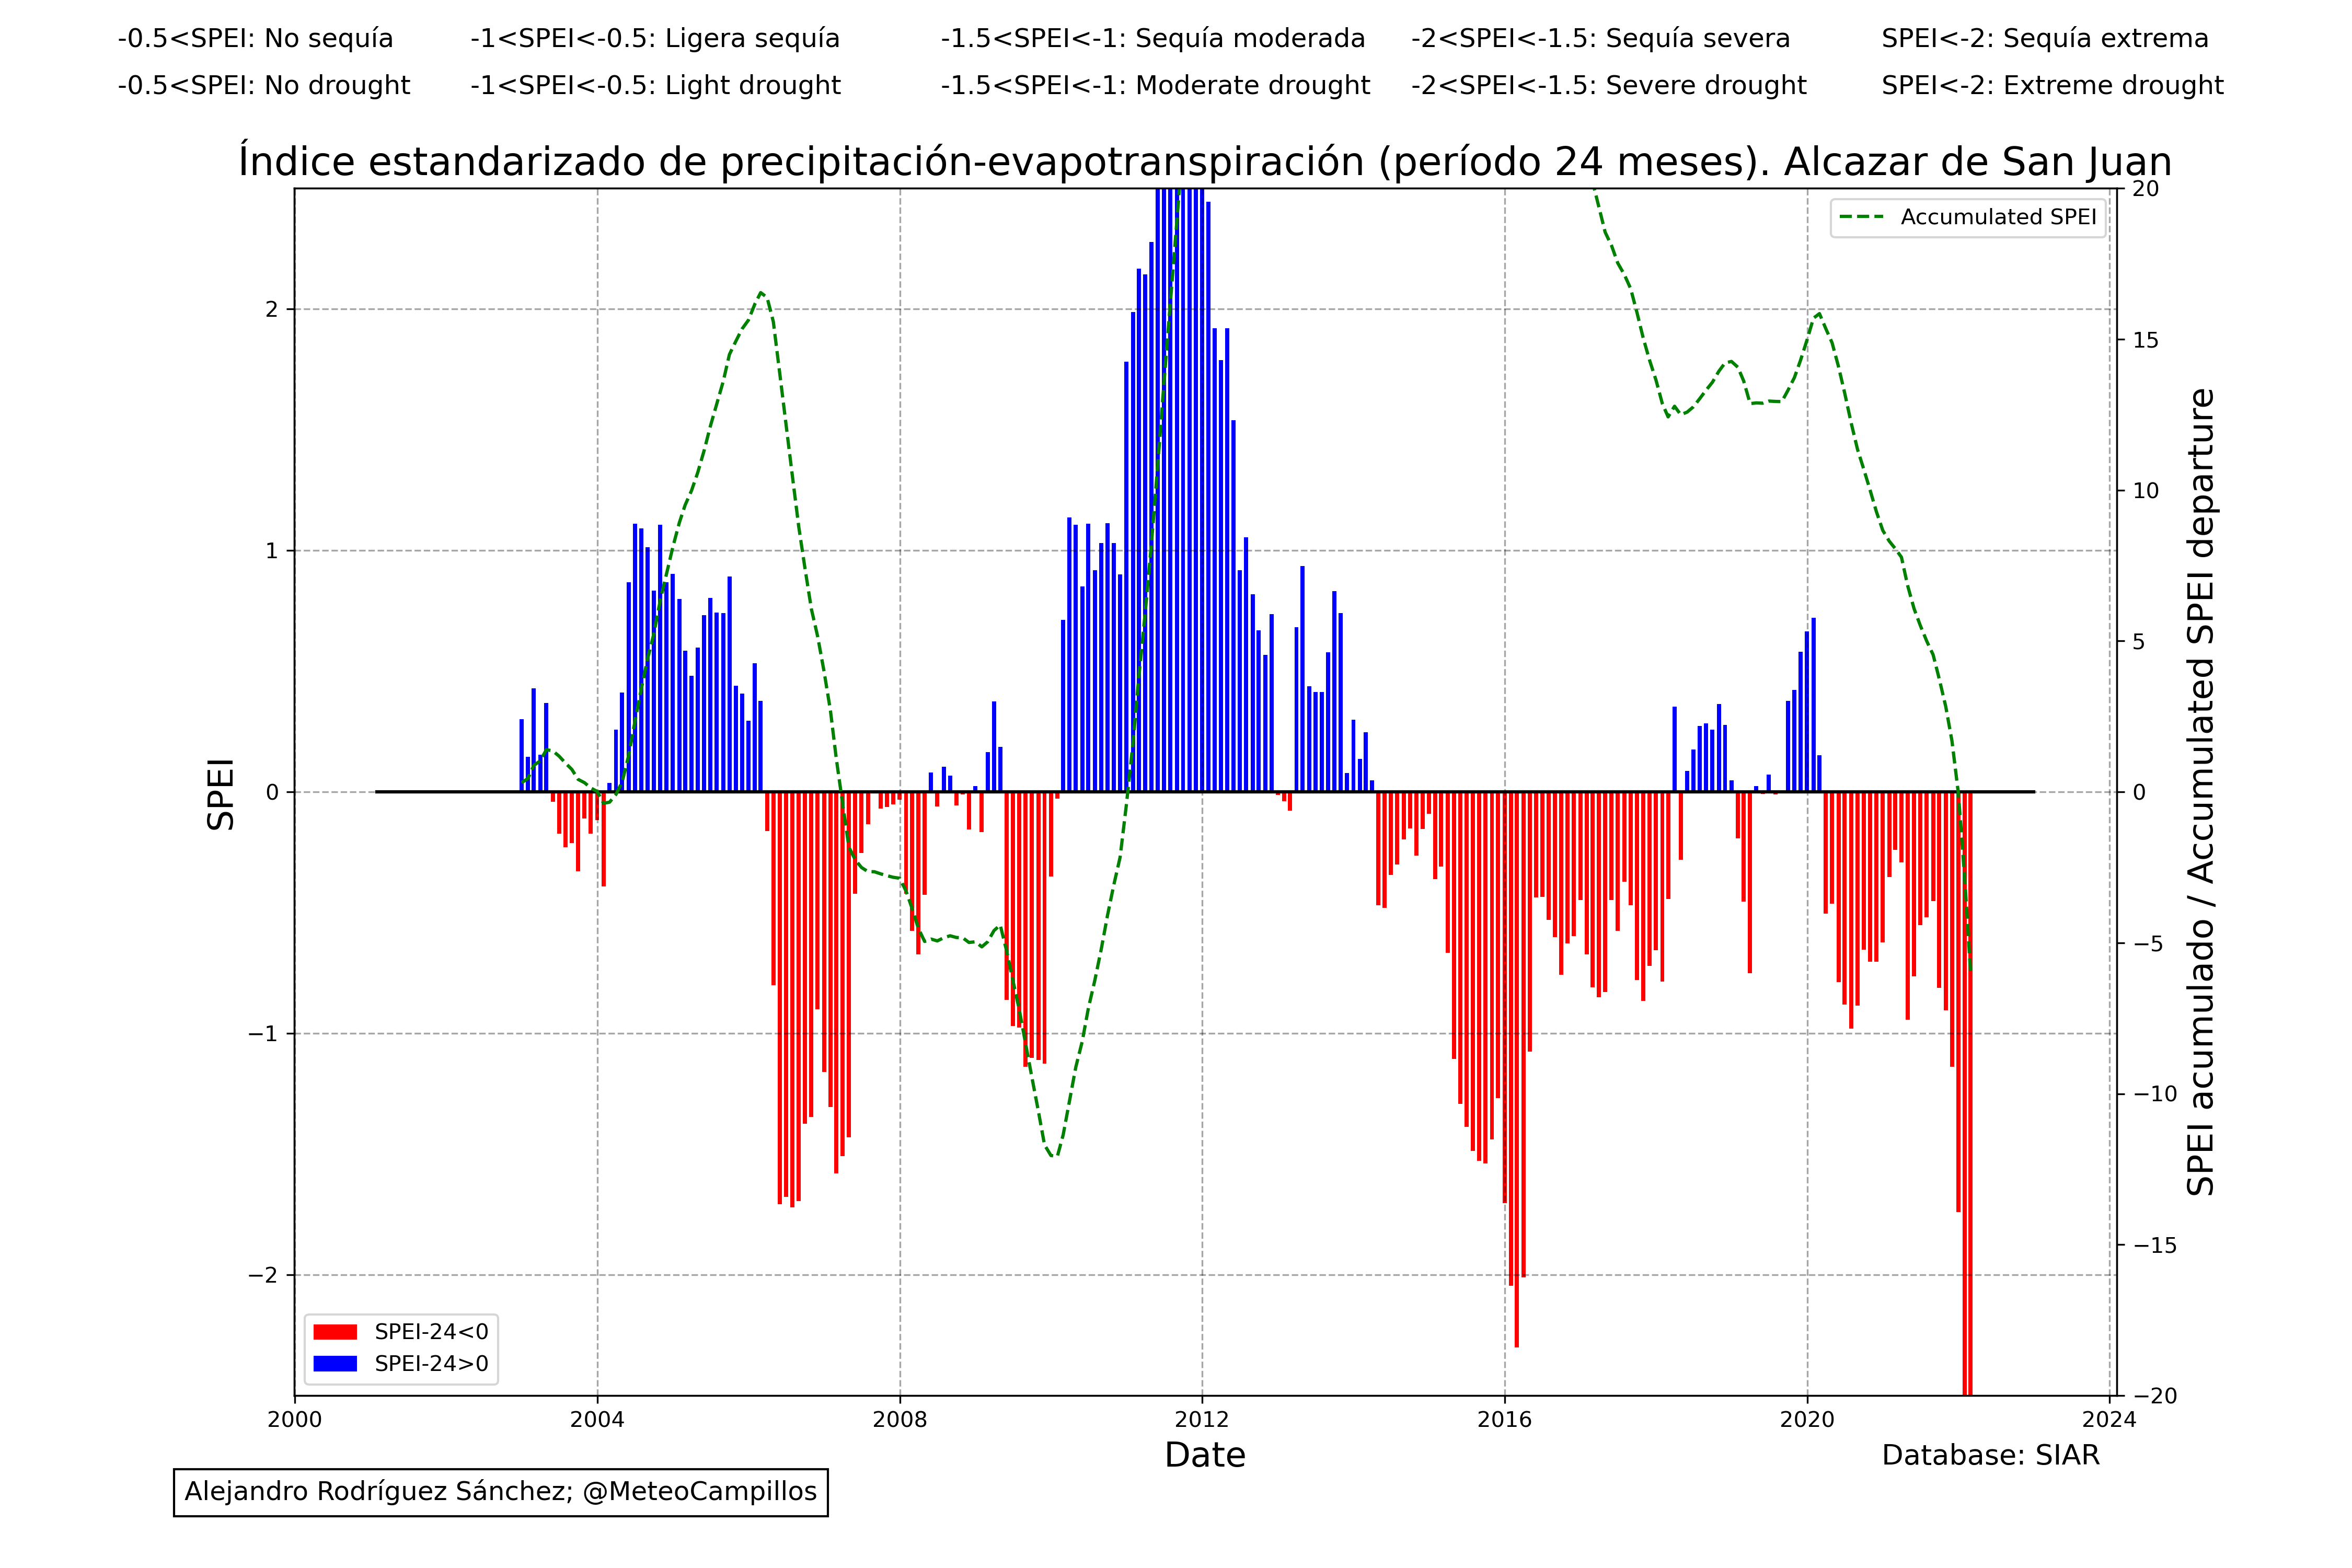 -0.5<SPEI: No sequía -1<SPEI<-0.5: Ligera sequía -1.5<SPEI<-1: Sequía moderada -2<SPEI<-1.5: Sequía severa SPEI<-2: Sequía extrema
-0.5<SPEI: No drought -1<SPEI<-0.5: Light drought -1.5<SPEI<-1: Moderate drought -2<SPEI<-1.5: Severe drought SPEI<-2: Extreme drought
Índice estandarizado de precipitación-evapotranspiración (período 24 meses). Alcazar de San Juan
Accumulated SPEI
SPEI
2
1
0
−1
−2
20
15
10
5
0
−5
−10
−15
−20
SPEI acumulado / Accumulated SPEI departure
SPEI-24<0
SPEI-24>0
2000 2004 2008 2012 2016 2020 2024
Date
Database: SIAR
Alejandro Rodríguez Sánchez; @MeteoCampillos